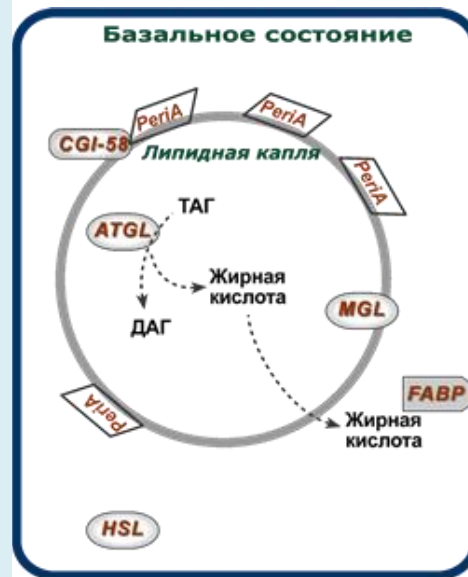 Базальное состояние
PeriA
PeriA
CGI-58
Липидная капля
PeriA
ТАГ
ATGL
Жирная
кислота
ДАГ
MGL
FABP
PeriA
Жирная
кислота
HSL